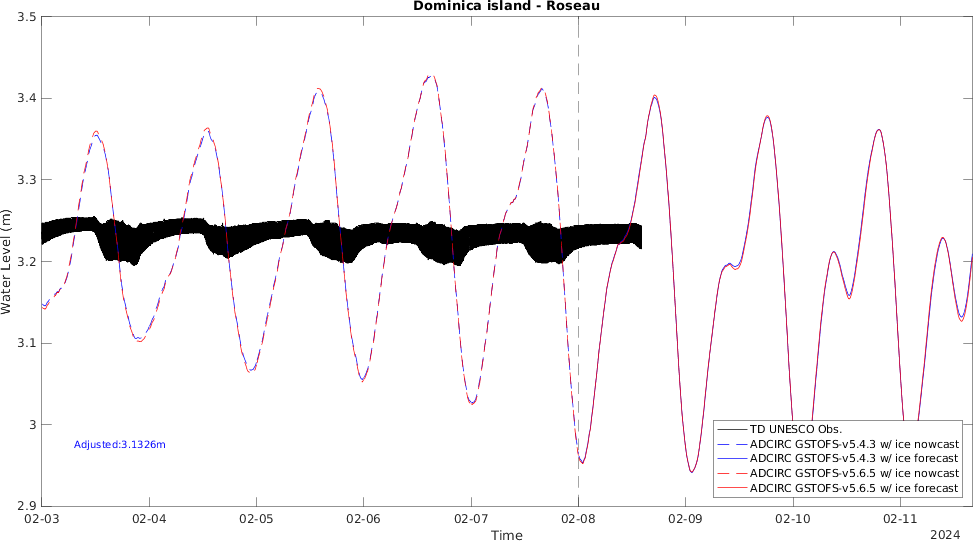 Dominica island - Roseau
3.5
3.4
3.3
3.2
3.1
3
2.9
Water Level (m)
Adjusted:3.1326m
TD UNESCO Obs.
ADCIRC GSTOFS-v5.4.3 w/ ice nowcast
ADCIRC GSTOFS-v5.4.3 w/ ice forecast
ADCIRC GSTOFS-v5.6.5 w/ ice nowcast
ADCIRC GSTOFS-v5.6.5 w/ ice forecast
02-03 02-04 02-05 02-06 02-07 02-08 02-09 02-10 02-11
Time
2024